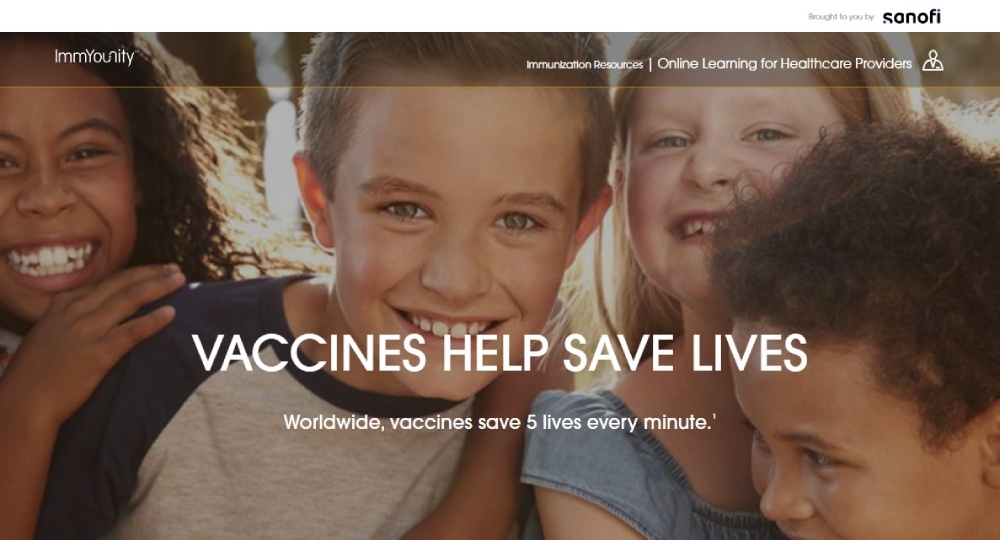 Brought to you by sanofi
ImmYounity™
Immunization Resources | Online Learning for Healthcare Providers
VACCINES HELP SAVE LIVES
Worldwide, vaccines save 5 lives every minute.¹